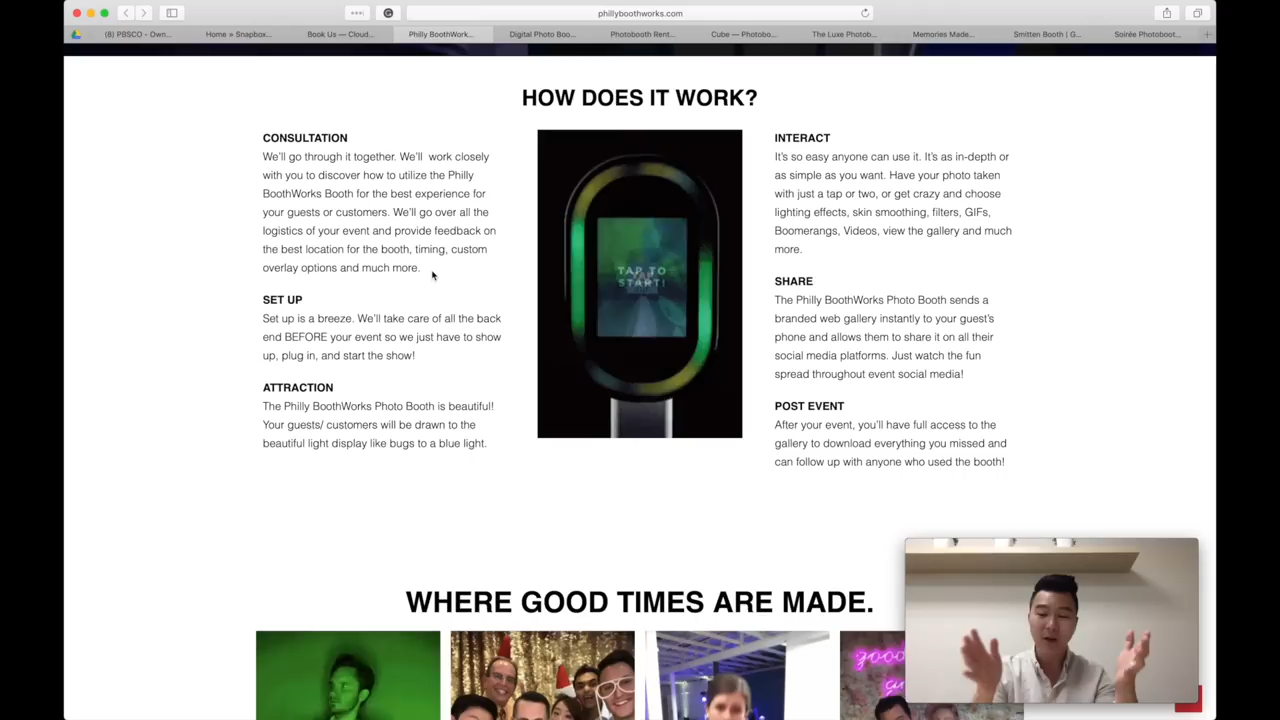 phillyboothworks.com
(8) PBSCO - Own...
Home » Snapbox...
Book Us — Cloud...
Philly BoothWork...
Digital Photo Boo...
Photobooth Rent...
Cube — Photobo...
The Luxe Photob...
Memories Made...
Smitten Booth | G...
Soirée Photoboot...
HOW DOES IT WORK?
CONSULTATION
We'll go through it together. We'll work closely
with you to discover how to utilize the Philly
BoothWorks Booth for the best experience for
your guests or customers. We'll go over all the
logistics of your event and provide feedback on
the best location for the booth, timing, custom
overlay options and much more.
SET UP
Set up is a breeze. We'll take care of all the back
end BEFORE your event so we just have to show
up, plug in, and start the show!
ATTRACTION
The Philly BoothWorks Photo Booth is beautiful!
Your guests/ customers will be drawn to the
beautiful light display like bugs to a blue light.
TAP TO
START!
INTERACT
It's so easy anyone can use it. It's as in-depth or
as simple as you want. Have your photo taken
with just a tap or two, or get crazy and choose
lighting effects, skin smoothing, filters, GIFs,
Boomerangs, Videos, view the gallery and much
more.
SHARE
The Philly BoothWorks Photo Booth sends a
branded web gallery instantly to your guest's
phone and allows them to share it on all their
social media platforms. Just watch the fun
spread throughout event social media!
POST EVENT
After your event, you'll have full access to the
gallery to download everything you missed and
can follow up with anyone who used the booth!
WHERE GOOD TIMES ARE MADE.
good